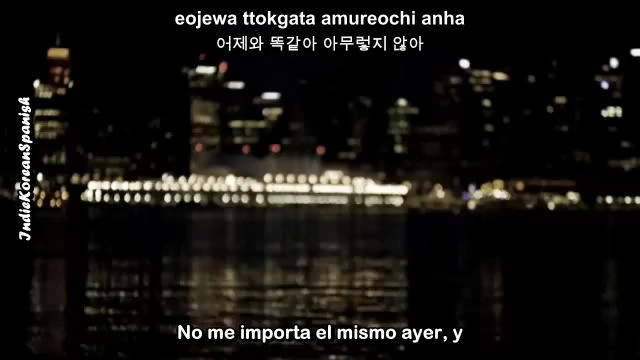 eojewa ttokgata amureochi anha
어제와 똑같아 아무렇지 않아
IndieKoreanSpanish
No me importa el mismo ayer, y